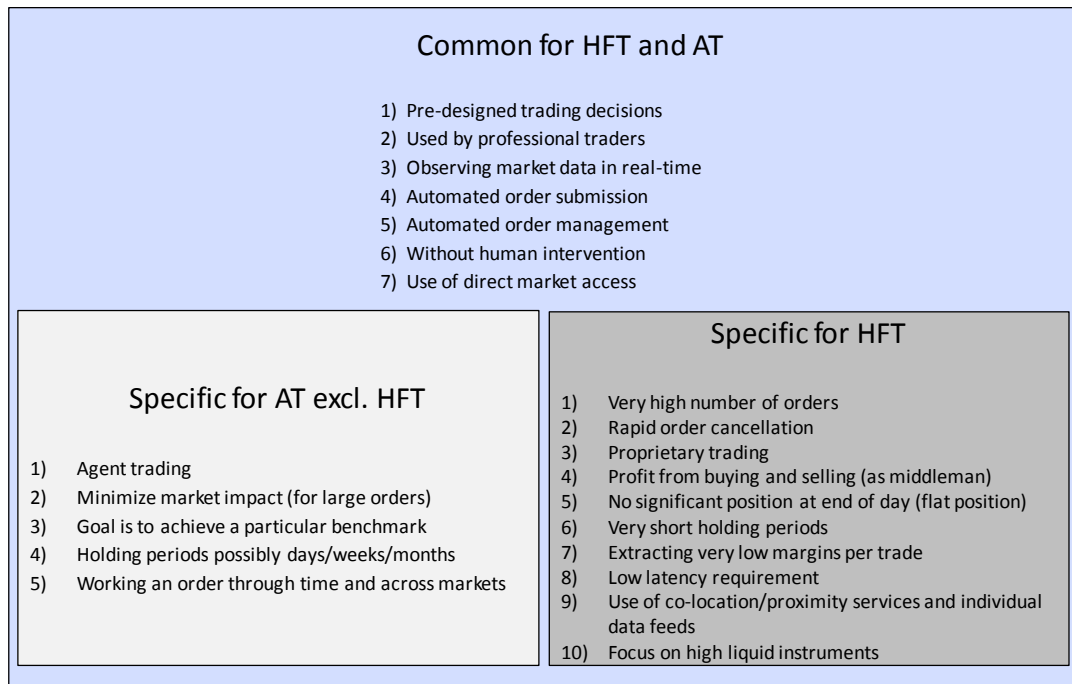 Common for HFT and AT
1) Pre-designed trading decisions
2) Used by professional traders
3) Observing market data in real-time
4) Automated order submission
5) Automated order management
6) Without human intervention
7) Use of direct market access
Specific for AT excl. HFT
1) Agent trading
2) Minimize market impact (for large orders)
3) Goal is to achieve a particular benchmark
4) Holding periods possibly days/weeks/months
5) Working an order through time and across markets
Specific for HFT
1) Very high number of orders
2) Rapid order cancellation
3) Proprietary trading
4) Profit from buying and selling (as middleman)
5) No significant position at end of day (flat position)
6) Very short holding periods
7) Extracting very low margins per trade
8) Low latency requirement
9) Use of co-location/proximity services and individual
data feeds
10) Focus on high liquid instruments